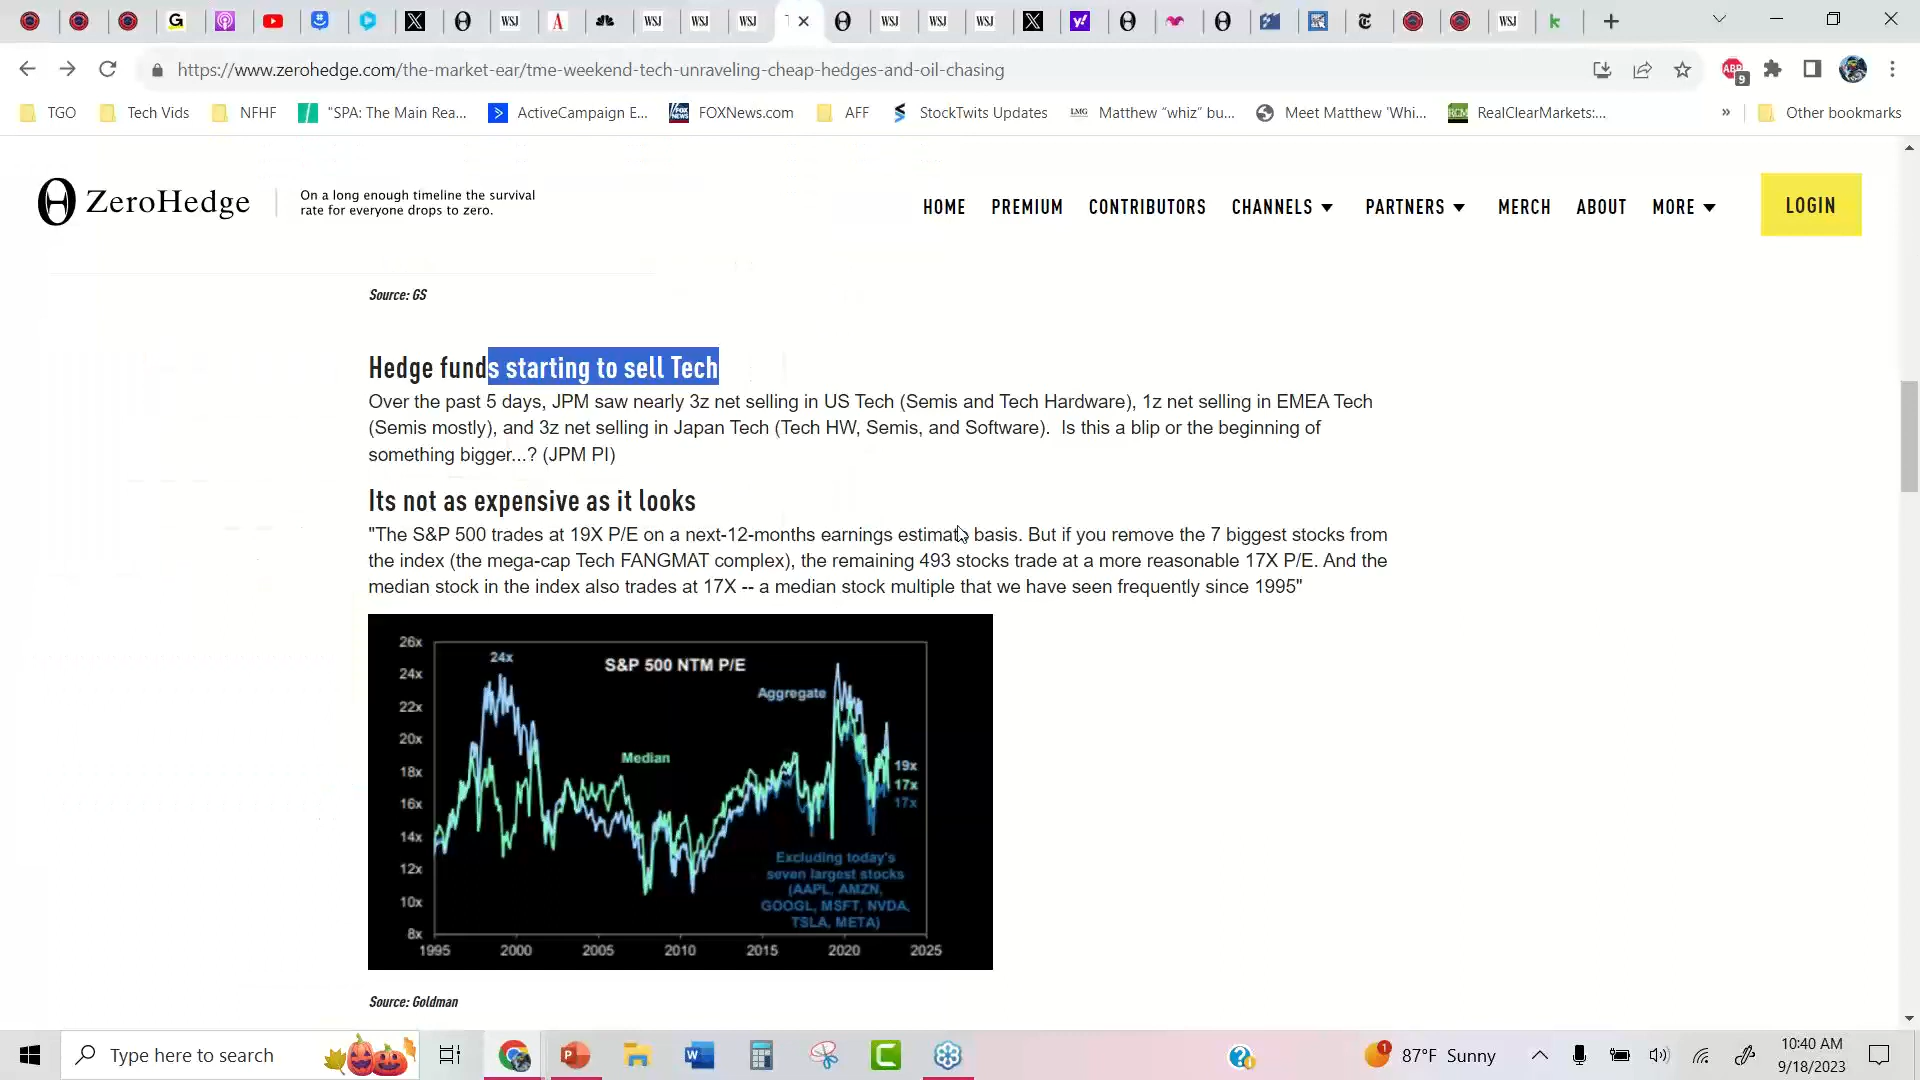 https://www.zerohedge.com/the-market-ear/tme-weekend-tech-unraveling-cheap-hedges-and-oil-chasing
ABP
9
TGO
Tech Vids
NFHF
"SPA: The Main Rea...
ActiveCampaign E...
FOXNews.com
AFF
StockTwits Updates
LMG
Matthew “whiz” bu...
Meet Matthew 'Whi...
RCM
RealClearMarkets:...
»
Other bookmarks
ZeroHedge
On a long enough timeline the survival
rate for everyone drops to zero.
HOME
PREMIUM
CONTRIBUTORS
CHANNELS
PARTNERS
MERCH
ABOUT
MORE
LOGIN
Source: GS
Hedge funds starting to sell Tech
Over the past 5 days, JPM saw nearly 3z net selling in US Tech (Semis and Tech Hardware), 1z net selling in EMEA Tech
(Semis mostly), and 3z net selling in Japan Tech (Tech HW, Semis, and Software).  Is this a blip or the beginning of
something bigger...? (JPM PI)
Its not as expensive as it looks
"The S&P 500 trades at 19X P/E on a next-12-months earnings estimate basis. But if you remove the 7 biggest stocks from
the index (the mega-cap Tech FANGMAT complex), the remaining 493 stocks trade at a more reasonable 17X P/E. And the
median stock in the index also trades at 17X -- a median stock multiple that we have seen frequently since 1995"
S&P 500 NTM P/E
26x
24x
22x
20x
18x
16x
14x
12x
10x
8x
24x
Aggregate
Median
19x
17x
17x
Excluding today's
seven largest stocks
(AAPL, AMZN,
GOOGL, MSFT, NVDA,
TSLA, META)
1995 2000 2005 2010 2015 2020 2025
Source: Goldman
Type here to search
1
87°F Sunny
10:40 AM
9/18/2023